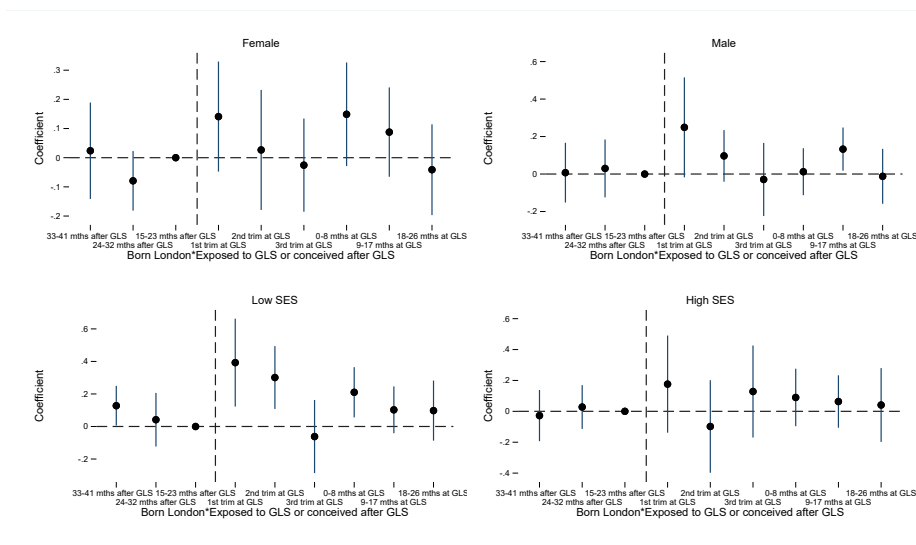 Female
.3
.2
.1
0
-.1
-.2
Coefficient
33-41 mths after GLS 15-23 mths after GLS 2nd trim at GLS 0-8 mths at GLS 18-26 mths at GLS
24-32 mths after GLS 1st trim at GLS 3rd trim at GLS 9-17 mths at GLS
Born London*Exposed to GLS or conceived after GLS
Male
.6
.4
.2
0
-.2
Coefficient
33-41 mths after GLS 15-23 mths after GLS 2nd trim at GLS 0-8 mths at GLS 18-26 mths at GLS
24-32 mths after GLS 1st trim at GLS 3rd trim at GLS 9-17 mths at GLS
Born London*Exposed to GLS or conceived after GLS
Low SES
.6
.4
.2
0
-.2
Coefficient
33-41 mths after GLS 15-23 mths after GLS 2nd trim at GLS 0-8 mths at GLS 18-26 mths at GLS
24-32 mths after GLS 1st trim at GLS 3rd trim at GLS 9-17 mths at GLS
Born London*Exposed to GLS or conceived after GLS
High SES
.6
.4
.2
0
-.2
-.4
Coefficient
33-41 mths after GLS 15-23 mths after GLS 2nd trim at GLS 0-8 mths at GLS 18-26 mths at GLS
24-32 mths after GLS 1st trim at GLS 3rd trim at GLS 9-17 mths at GLS
Born London*Exposed to GLS or conceived after GLS